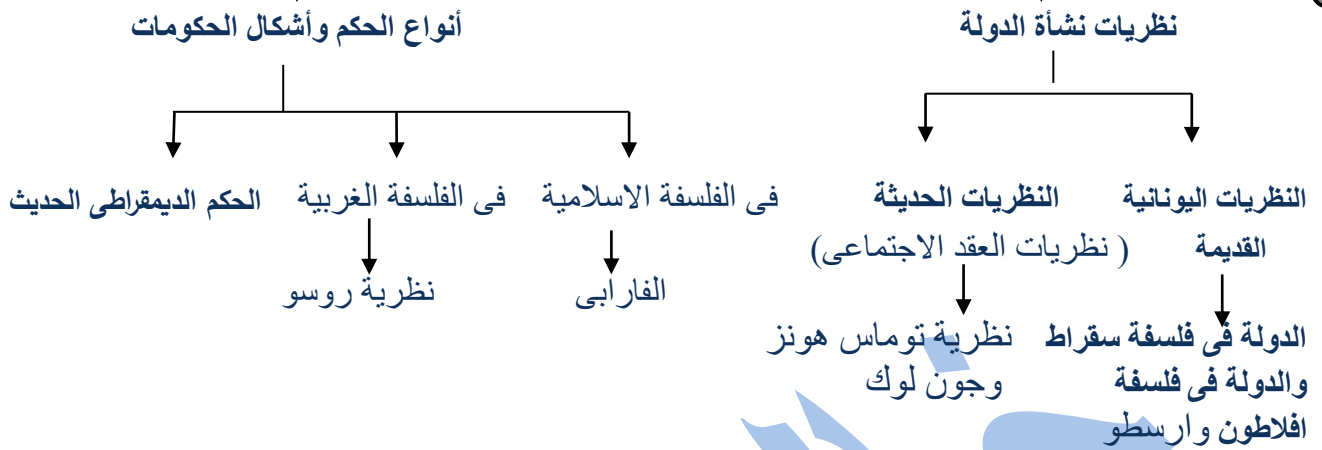 نظريات نشأة الدولة
أنواع الحكم وأشكال الحكومات
النظريات اليونانية
القديمة
النظريات الحديثة
( نظريات العقد الاجتماعى)
فى الفلسفة الاسلامية
فى الفلسفة الغربية
الحكم الديمقراطى الحديث
الفارابى
نظرية روسو
الدولة فى فلسفة سقراط
والدولة فى فلسفة
افلاطون وارسطو
نظرية توماس هونز
وجون لوك